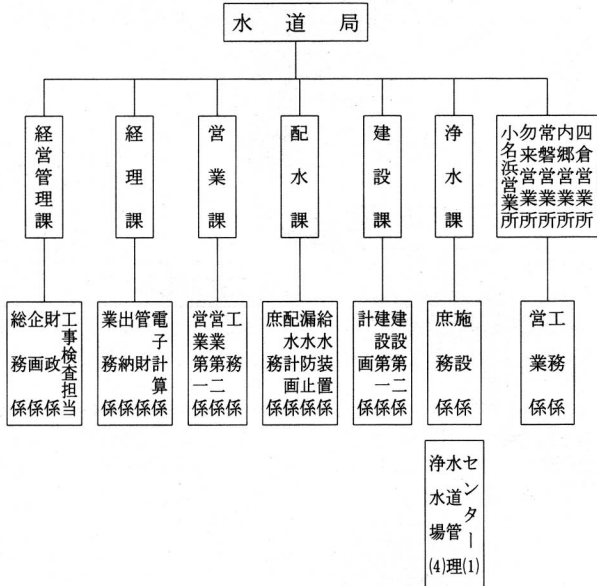 水道局
経営管理課
経理課
営業課
配水課
建設課
浄水課
四倉営業所
内郷営業所
常磐営業所
勿来営業所
小名浜営業所
工事検査担当
財政係
企画係
総務係
電子計算係
管財係
出納係
業務係
工務係
営業第二係
営業第一係
給水装置係
漏水防止係
配水計画係
庶務係
建設第二係
建設第一係
計画係
施設係
庶務係
工務係
営業係
水道管理センター(1)
浄水場(4)